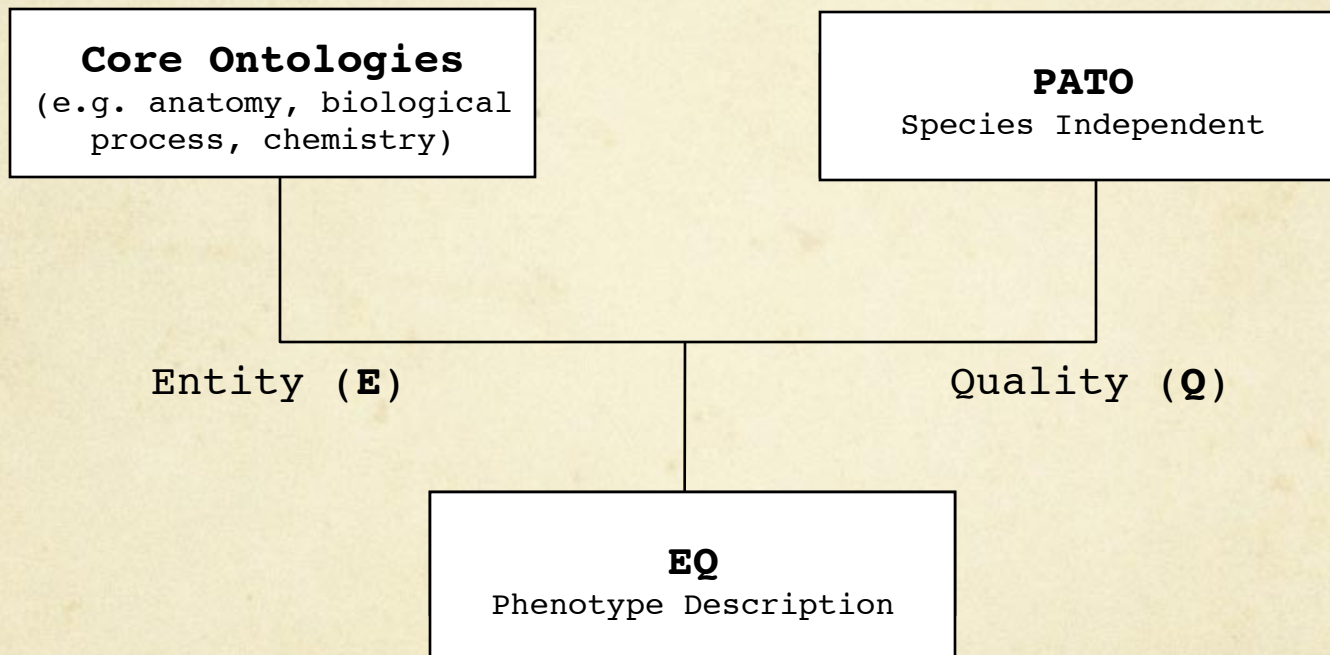 Core Ontologies
(e.g. anatomy, biological
process, chemistry)
PATO
Species Independent
Entity (E)
Quality (Q)
EQ
Phenotype Description